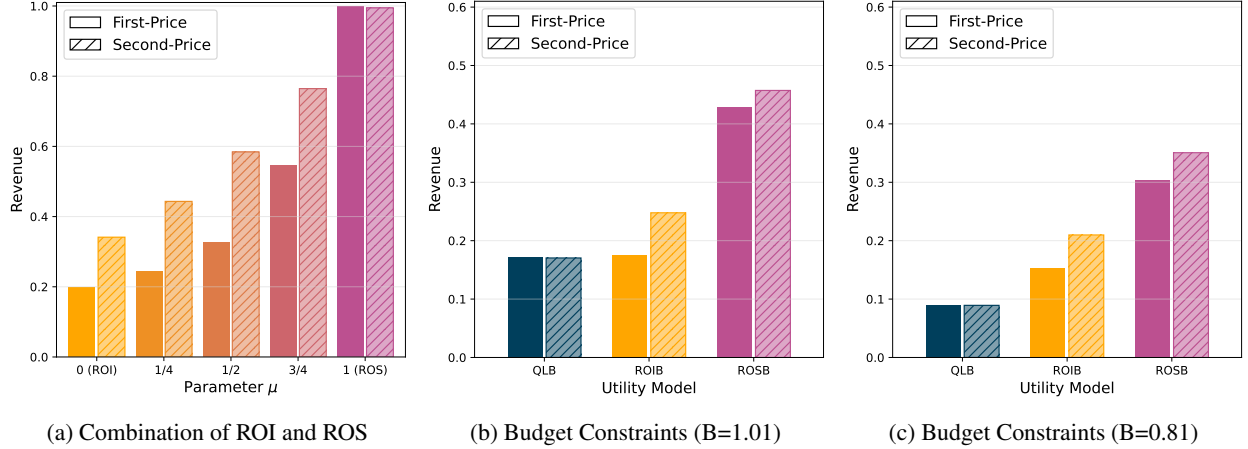 First-Price
Second-Price
1.0
0.8
0.6
0.4
0.2
0.0
Revenue
0 (ROI)
1/4
1/2
3/4
1 (ROS)
Parameter μ
(a) Combination of ROI and ROS
First-Price
Second-Price
0.6
0.5
0.4
0.3
0.2
0.1
0.0
Revenue
QLB
ROIB
ROSB
Utility Model
(b) Budget Constraints (B=1.01)
First-Price
Second-Price
0.6
0.5
0.4
0.3
0.2
0.1
0.0
Revenue
QLB
ROIB
ROSB
Utility Model
(c) Budget Constraints (B=0.81)